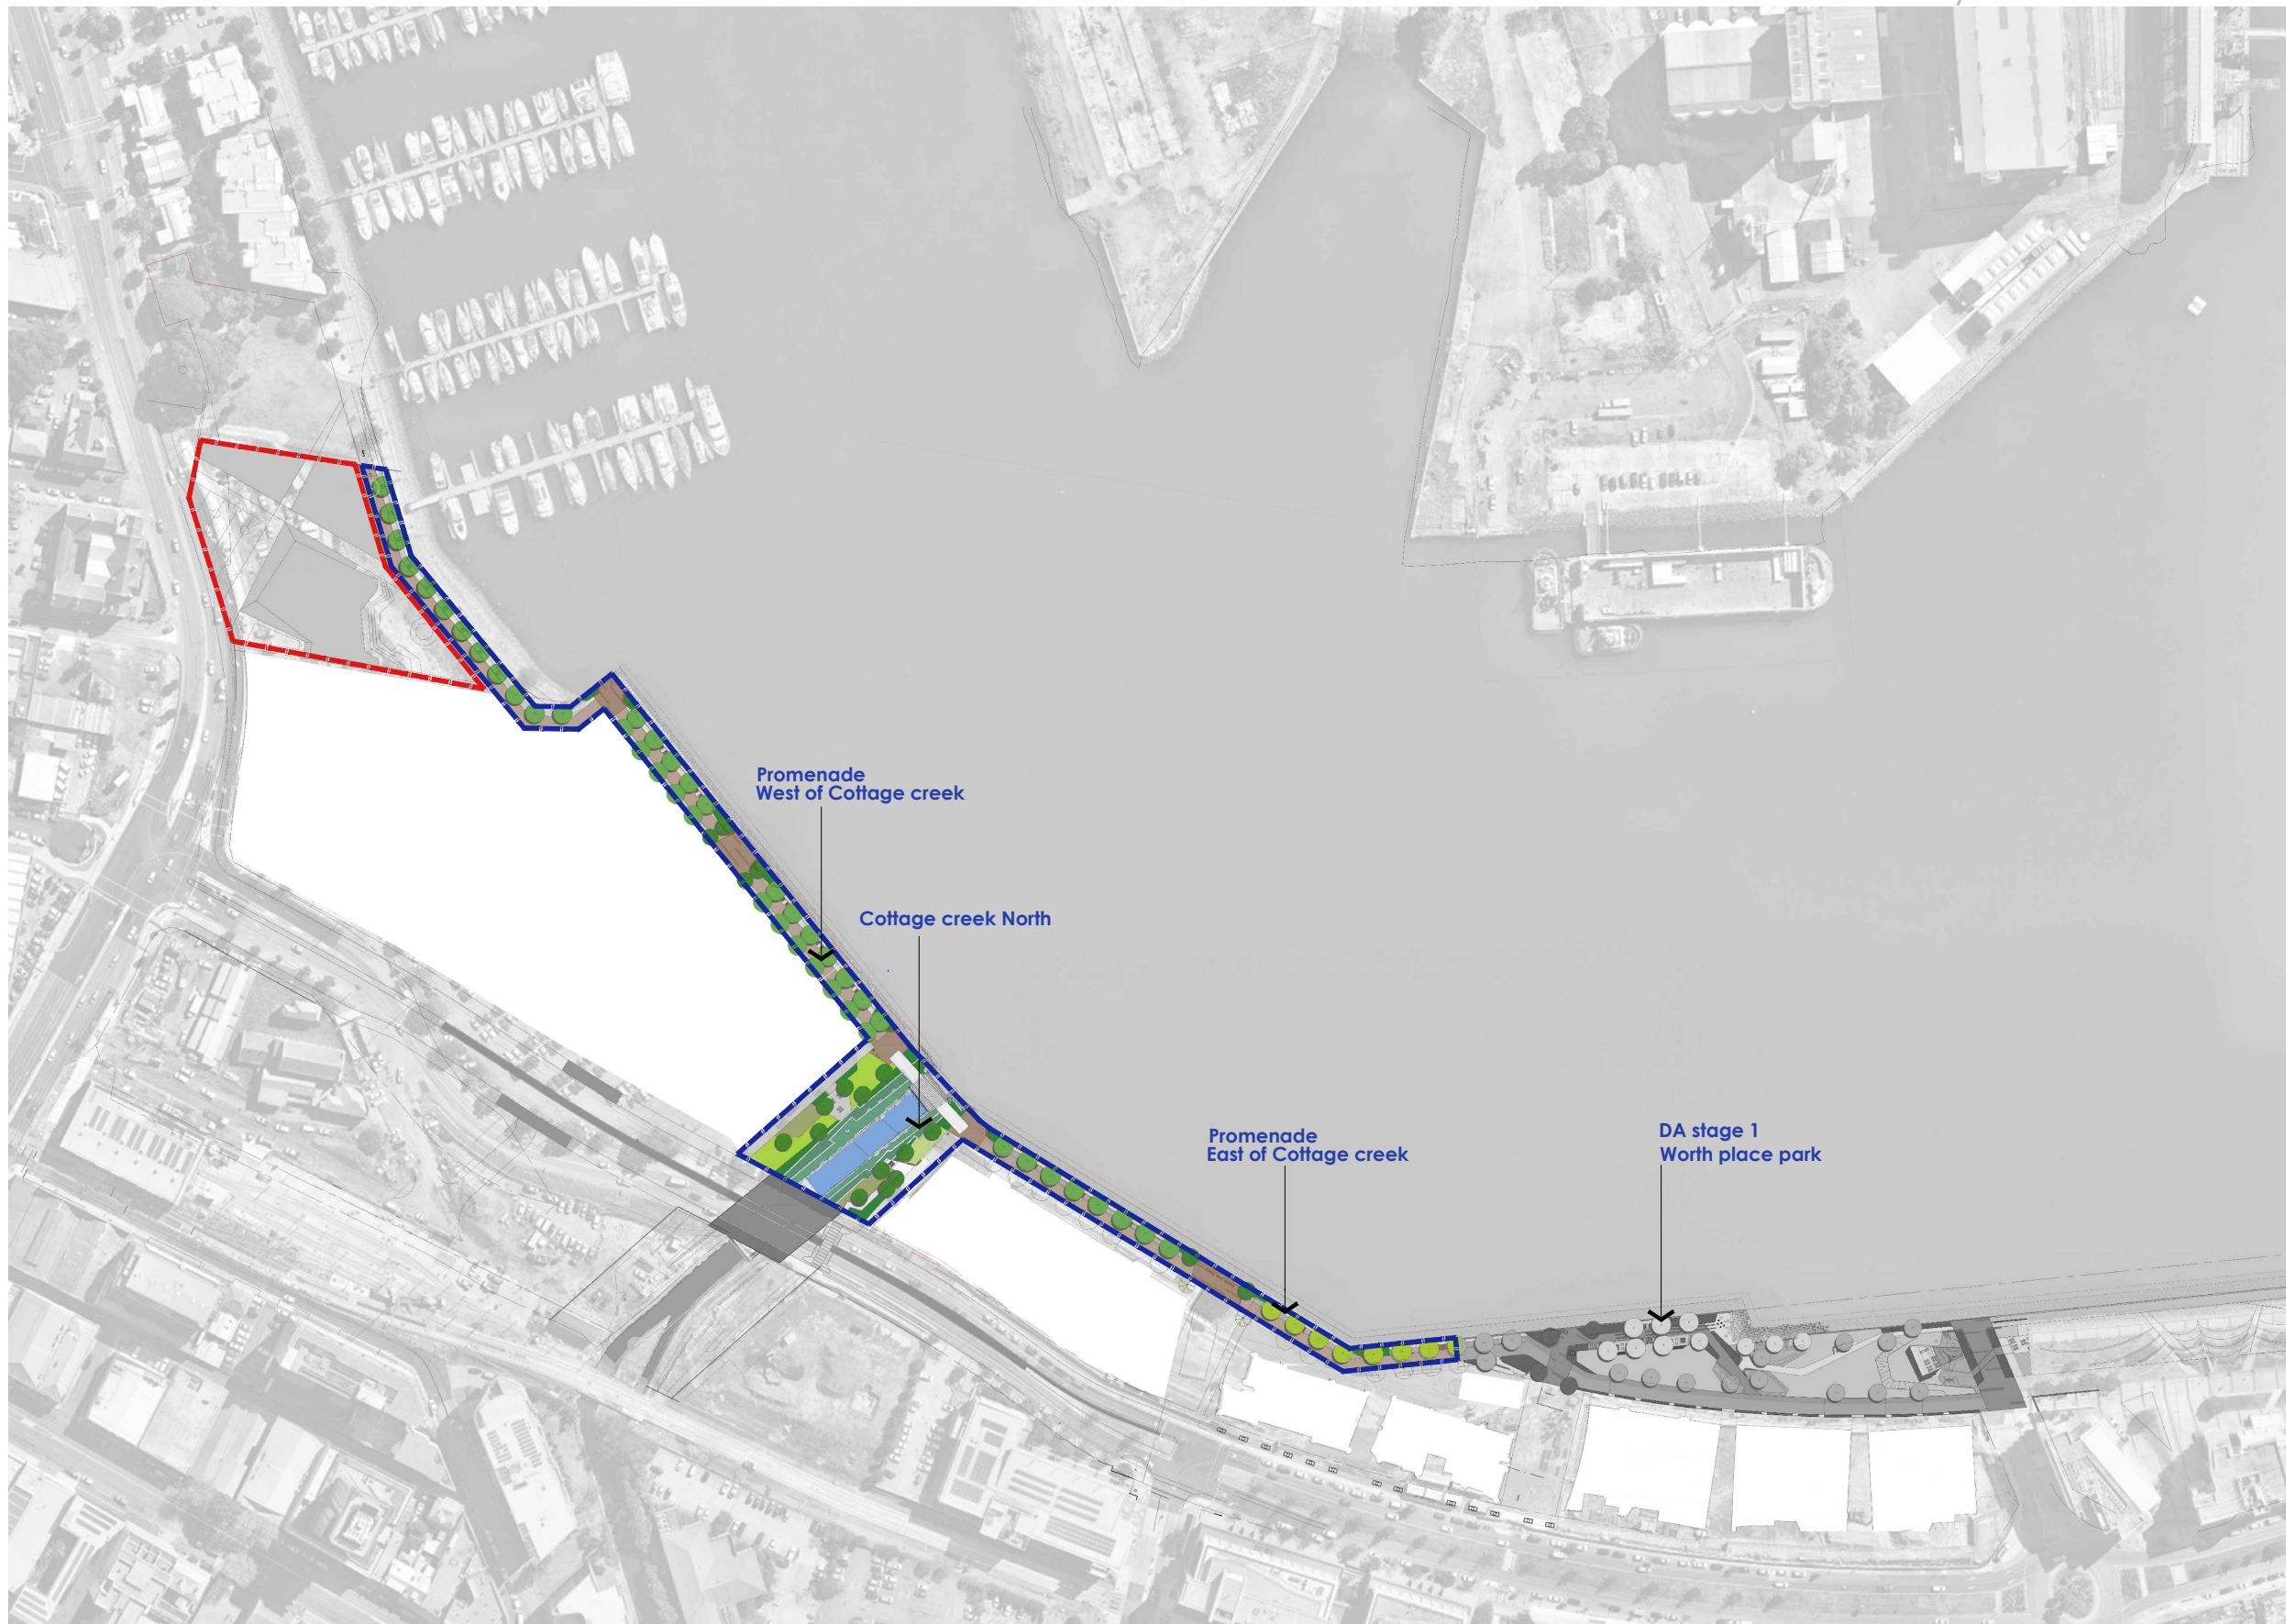 Promenade
West of Cottage creek
Cottage creek North
Promenade
East of Cottage creek
DA stage 1
Worth place park